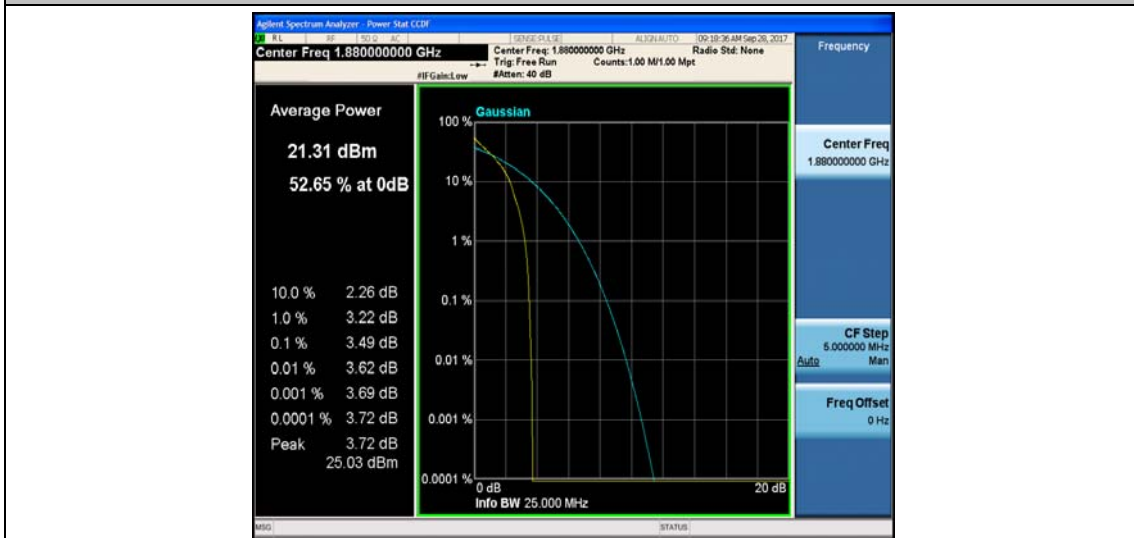 Agilent Spectrum Analyzer - Power Stat CCDF
RL RF 50 Ω AC SENSE:PULSE ALIGN AUTO 09:18:36 AM Sep 28, 2017
Center Freq 1.880000000 GHz
Center Freq: 1.880000000 GHz Radio Std: None
Trig: Free Run Counts:1.00 M/1.00 Mpt
#IFGain:Low #Atten: 40 dB
Frequency
Average Power
21.31 dBm
52.65 % at 0dB
10.0 % 2.26 dB
1.0 % 3.22 dB
0.1 % 3.49 dB
0.01 % 3.62 dB
0.001 % 3.69 dB
0.0001 % 3.72 dB
Peak 3.72 dB
25.03 dBm
Gaussian
100 %
10 %
1 %
0.1 %
0.01 %
0.001 %
0.0001 %
0 dB 20 dB
Info BW 25.000 MHz
Center Freq
1.880000000 GHz
CF Step
5.000000 MHz
Auto Man
Freq Offset
0 Hz
MSG STATUS